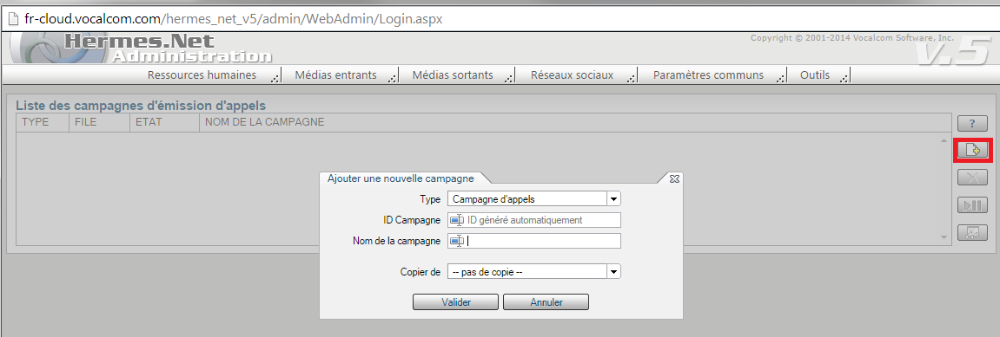 fr-cloud.vocalcom.com/hermes_net_v5/admin/WebAdmin/Login.aspx
Hermes.Net
Administration
Copyright © 2001-2014 Vocalcom Software, Inc.
v.5
Ressources humaines Médias entrants Médias sortants Réseaux sociaux Paramètres communs Outils
Liste des campagnes d'émission d'appels
TYPE FILE ETAT NOM DE LA CAMPAGNE
?
Ajouter une nouvelle campagne
Type Campagne d'appels
ID Campagne ID généré automatiquement
Nom de la campagne
Copier de -- pas de copie --
Valider Annuler